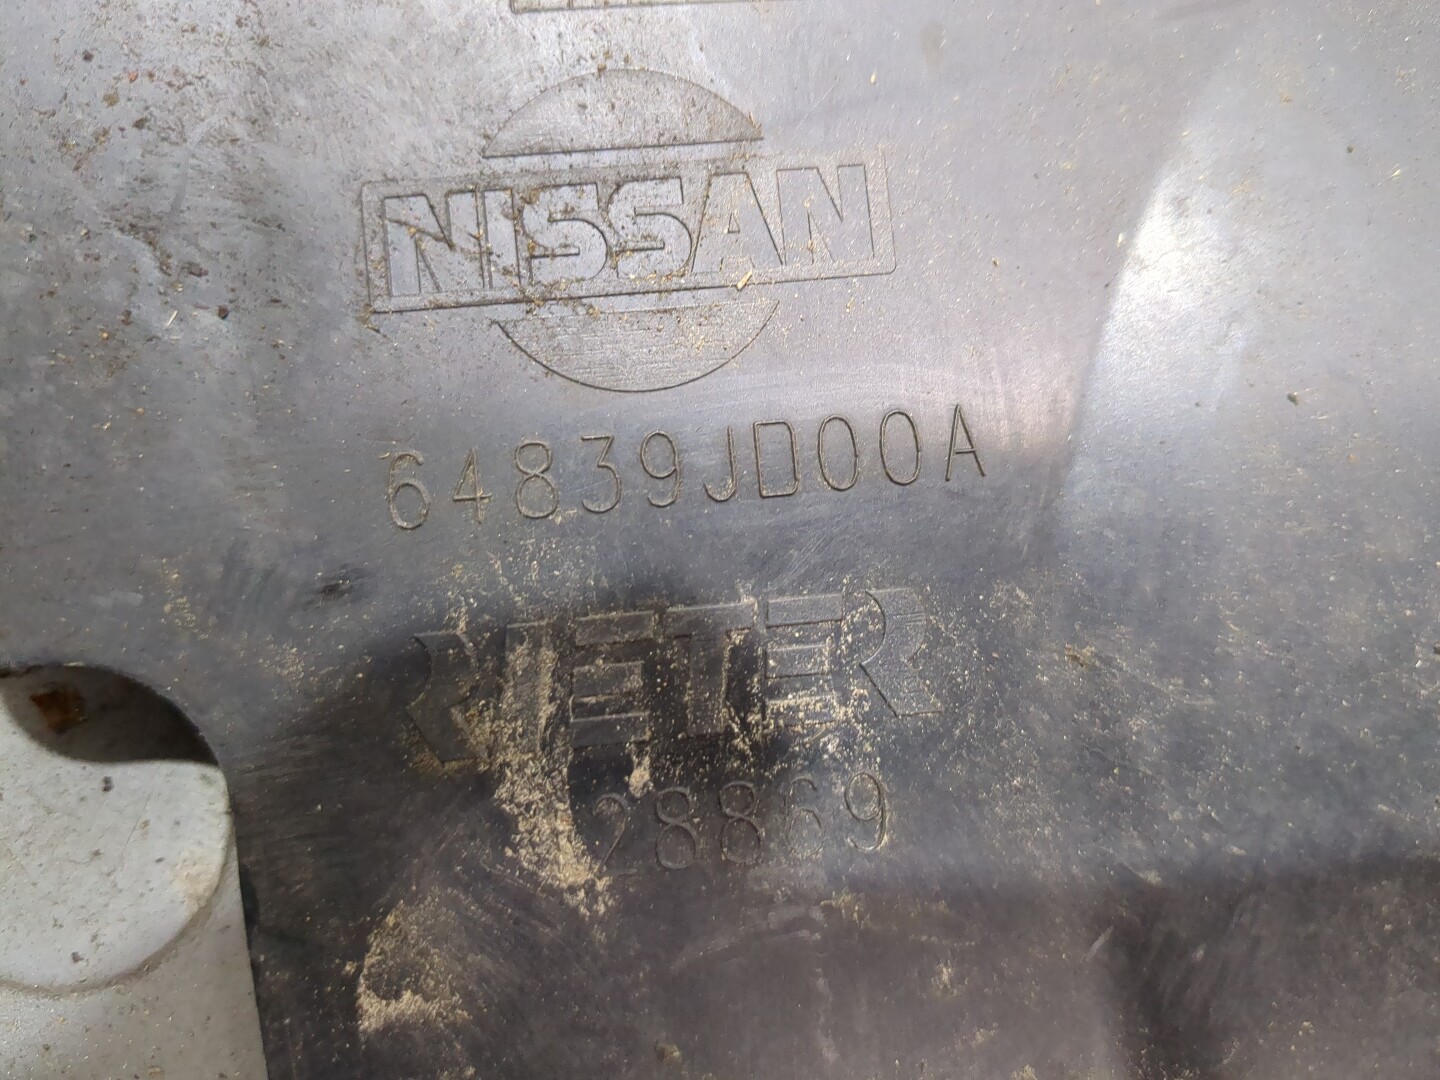 NISSAN
64839JD00A
RIETER
28869